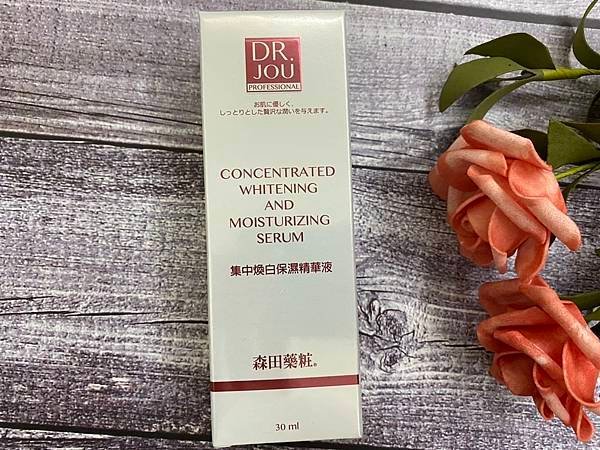 DR.
JOU
PROFESSIONAL
お肌に優しく、
しっとりとした贅沢な潤いを与えます。
CONCENTRATED
WHITENING
AND
MOISTURIZING
SERUM
集中煥白保濕精華液
森田藥粧®
30 ml